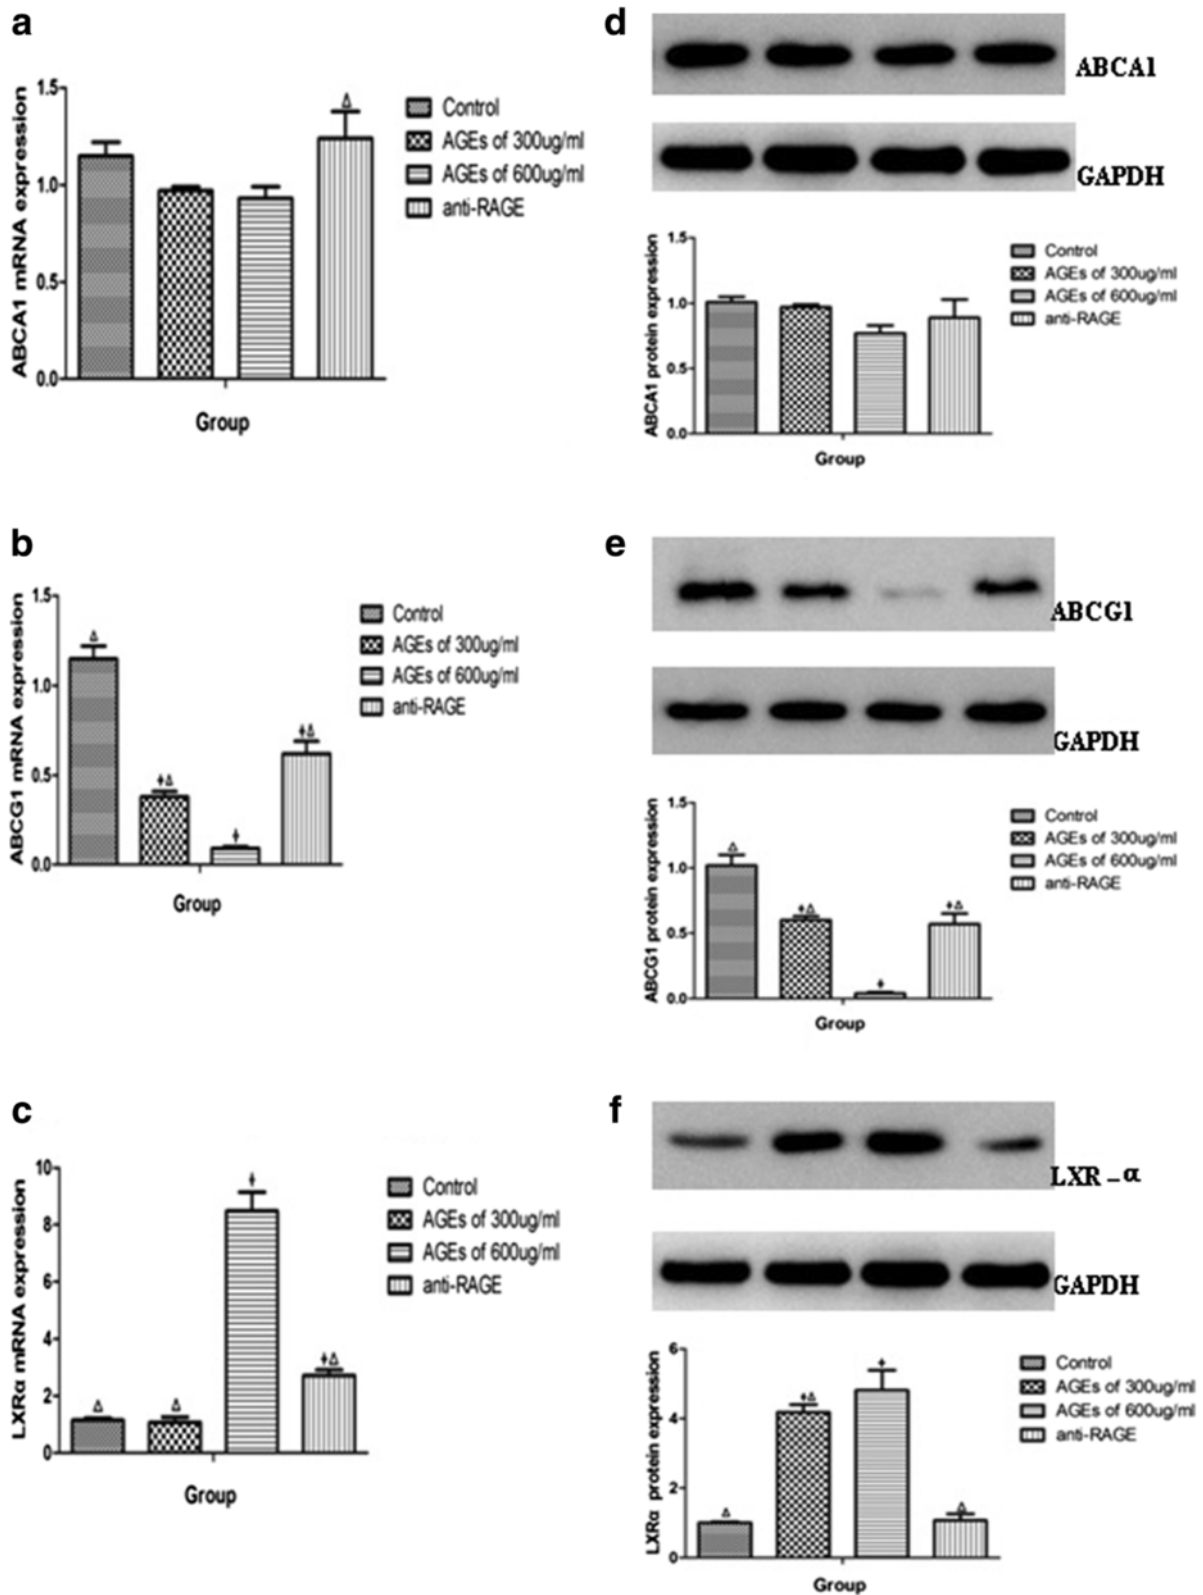 a
ABCA1 mRNA expression
1.5
1.0
0.5
0.0
Δ
Group
Control
AGEs of 300ug/ml
AGEs of 600ug/ml
anti-RAGE
d
ABCA1
GAPDH
ABCA1 protein expression
1.5
1.0
0.5
0.0
Group
Control
AGEs of 300ug/ml
AGEs of 600ug/ml
anti-RAGE
b
ABCG1 mRNA expression
1.5
1.0
0.5
0.0
Δ
‡Δ
‡
‡Δ
Group
Control
AGEs of 300ug/ml
AGEs of 600ug/ml
anti-RAGE
e
ABCG1
GAPDH
ABCG1 protein expression
1.5
1.0
0.5
0.0
Δ
‡Δ
‡
‡Δ
Group
Control
AGEs of 300ug/ml
AGEs of 600ug/ml
anti-RAGE
c
LXRα mRNA expression
10
8
6
4
2
0
Δ
Δ
‡
‡Δ
Group
Control
AGEs of 300ug/ml
AGEs of 600ug/ml
anti-RAGE
f
LXR-α
GAPDH
LXRα protein expression
6
4
2
0
Δ
‡Δ
‡
Δ
Group
Control
AGEs of 300ug/ml
AGEs of 600ug/ml
anti-RAGE